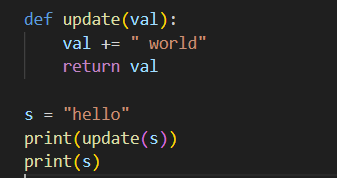 def update(val):
    val += " world"
    return val

s = "hello"
print(update(s))
print(s)